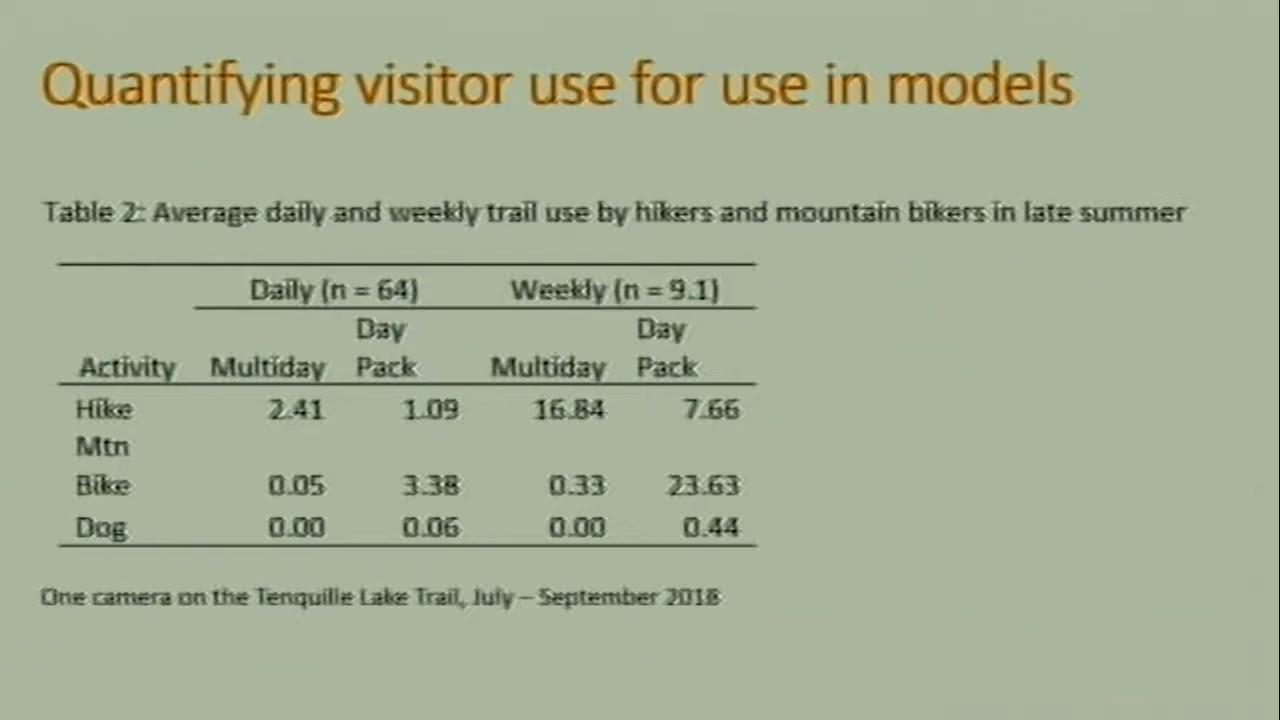 Quantifying visitor use for use in models
Table 2: Average daily and weekly trail use by hikers and mountain bikers in late summer
Daily (n = 64) Weekly (n = 9.1)
Day Day
Activity Multiday Pack Multiday Pack
Hike 2.41 1.09 16.84 7.66
Mtn
Bike 0.05 3.38 0.33 23.63
Dog 0.00 0.06 0.00 0.44
One camera on the Tenquille Lake Trail, July – September 2018